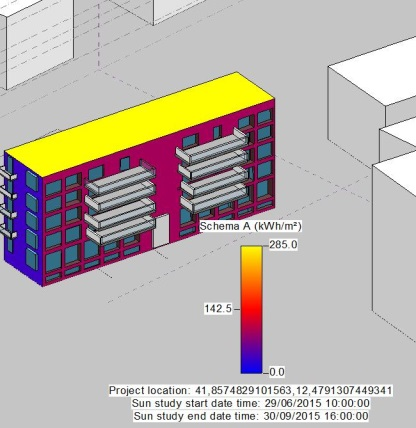 Schema A (kWh/m²)
285.0
142.5
0.0
Project location: 41,8574829101563,12,4791307449341
Sun study start date time: 29/06/2015 10:00:00
Sun study end date time: 30/09/2015 16:00:00